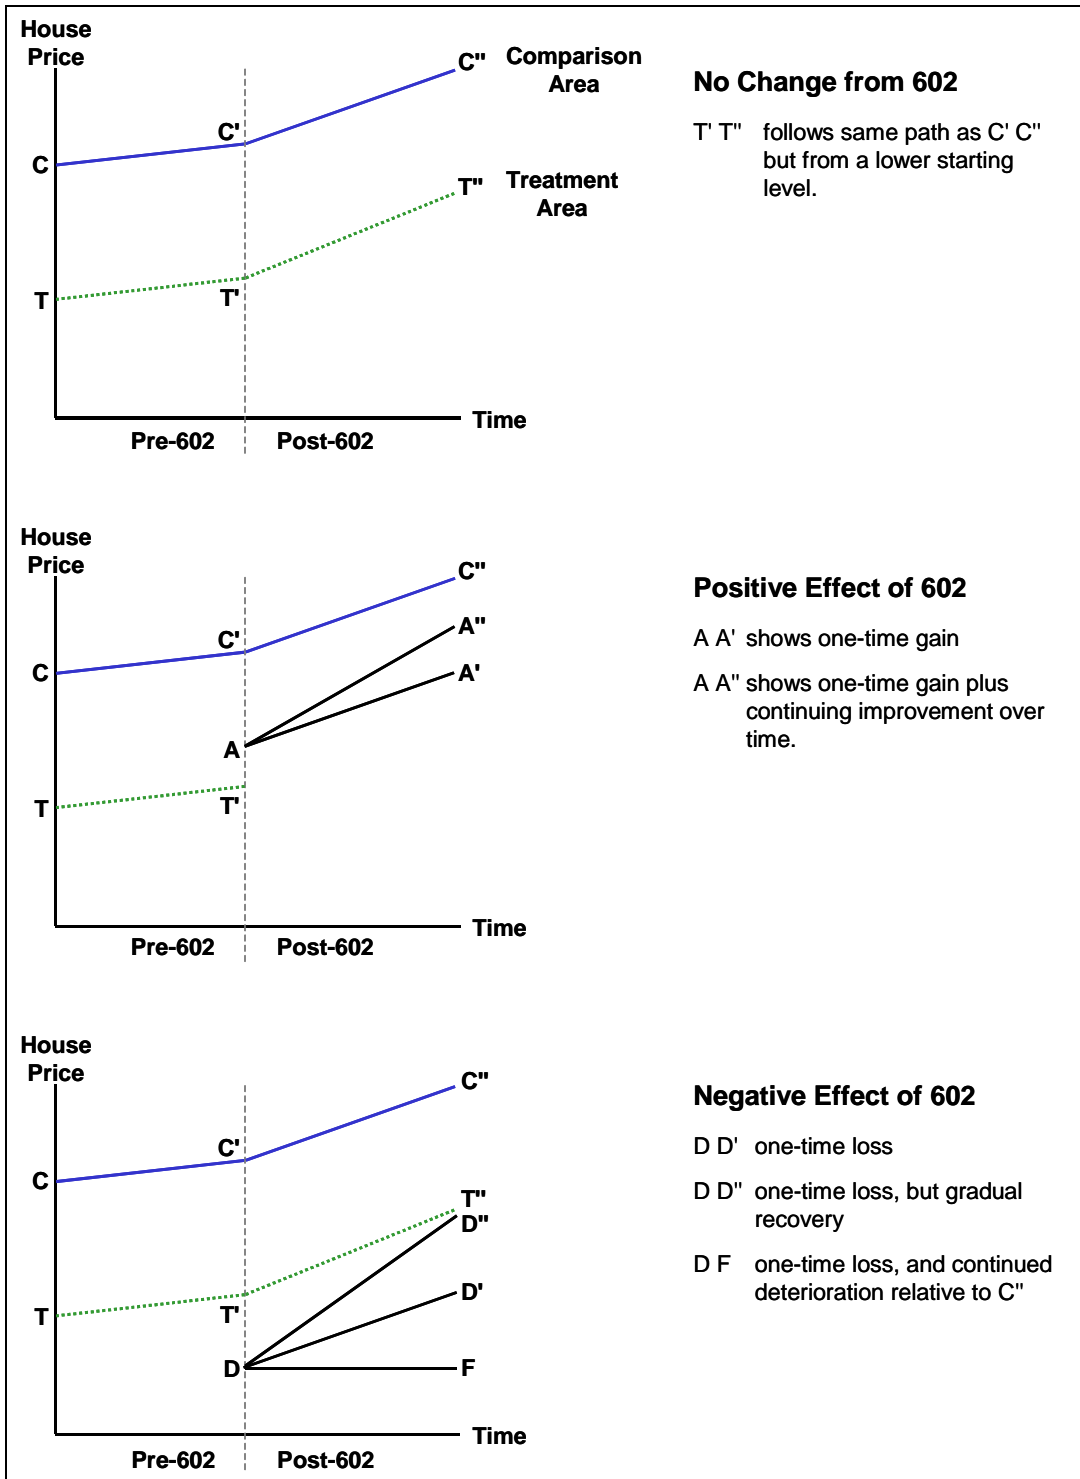 House
Price
C
C'
C"
Comparison
Area
T
T'
T"
Treatment
Area
Time
Pre-602
Post-602
No Change from 602
T' T" follows same path as C' C"
but from a lower starting
level.
House
Price
C
C'
C"
A"
A'
A
T
T'
Time
Pre-602
Post-602
Positive Effect of 602
A A' shows one-time gain
A A" shows one-time gain plus
continuing improvement over
time.
House
Price
C
C'
C"
T"
D"
T
T'
D'
D
F
Time
Pre-602
Post-602
Negative Effect of 602
D D' one-time loss
D D" one-time loss, but gradual
recovery
D F one-time loss, and continued
deterioration relative to C"